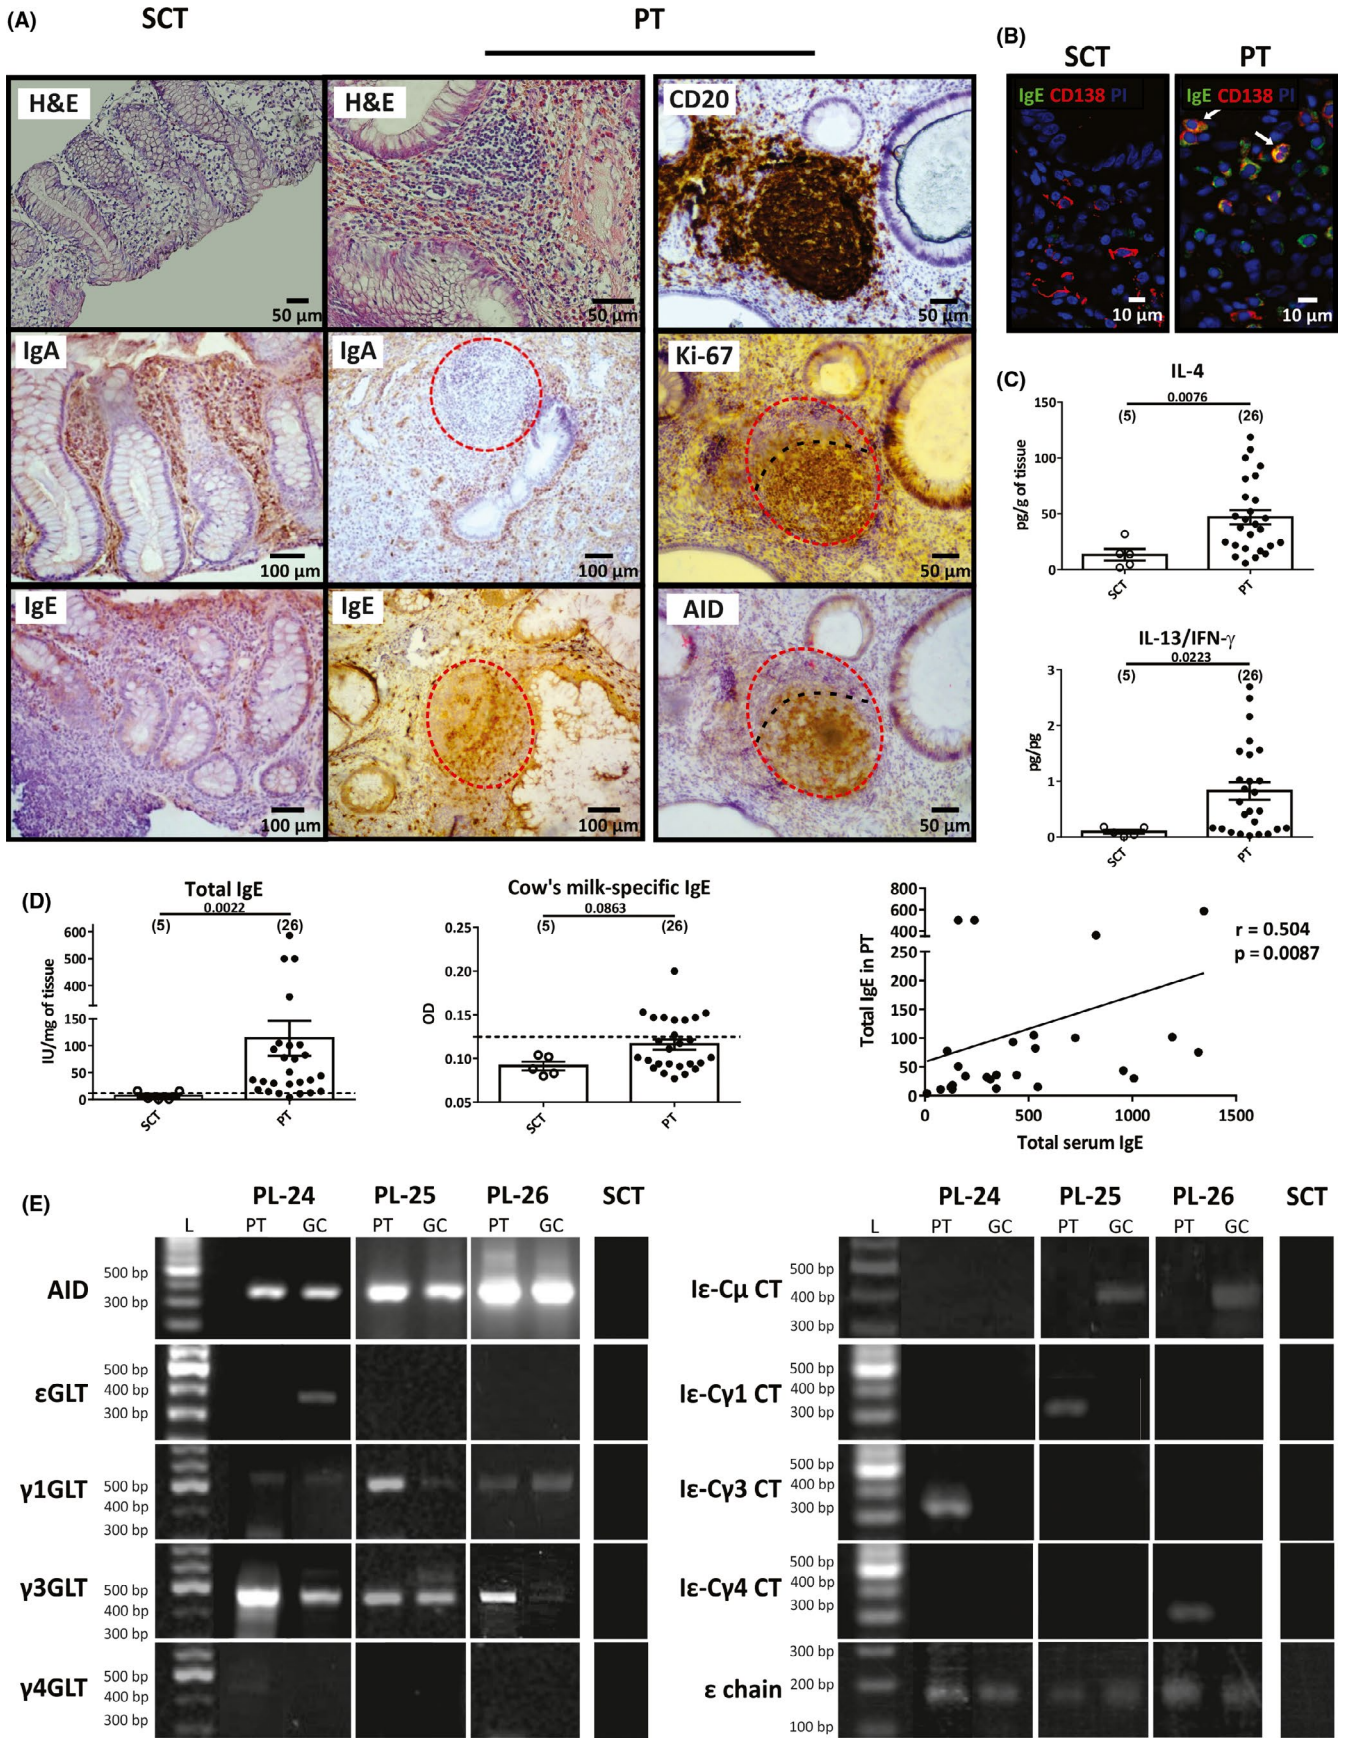 (A)
SCT
PT
H&E
50 µm
H&E
50 µm
CD20
50 µm
IgA
100 µm
IgA
100 µm
Ki-67
50 µm
IgE
100 µm
IgE
100 µm
AID
50 µm
(B)
SCT
PT
IgE CD138 PI
10 µm
IgE CD138 PI
10 µm
(C)
IL-4
0.0076
(5)
(26)
150
100
50
0
pg/g of tissue
SCT
PT
IL-13/IFN-γ
0.0223
(5)
(26)
3
2
1
0
pg/pg
SCT
PT
(D)
Total IgE
0.0022
(5)
(26)
600
400
150
100
50
0
IU/mg of tissue
SCT
PT
Cow's milk-specific IgE
0.0863
(5)
(26)
0.25
0.20
0.15
0.10
0.05
OD
SCT
PT
800
600
400
250
200
150
100
50
0
Total IgE in PT
r = 0.504
p = 0.0087
0
500
1000
1500
Total serum IgE
(E)
PL-24
PL-25
PL-26
SCT
L
PT
GC
PT
GC
PT
GC
AID
500 bp
300 bp
εGLT
500 bp
400 bp
300 bp
γ1GLT
500 bp
400 bp
300 bp
γ3GLT
500 bp
400 bp
300 bp
γ4GLT
500 bp
400 bp
300 bp
PL-24
PL-25
PL-26
SCT
L
PT
GC
PT
GC
PT
GC
Iε-Cμ CT
500 bp
400 bp
300 bp
Iε-Cγ1 CT
500 bp
400 bp
300 bp
Iε-Cγ3 CT
500 bp
400 bp
300 bp
Iε-Cγ4 CT
500 bp
400 bp
300 bp
ε chain
300 bp
200 bp
100 bp